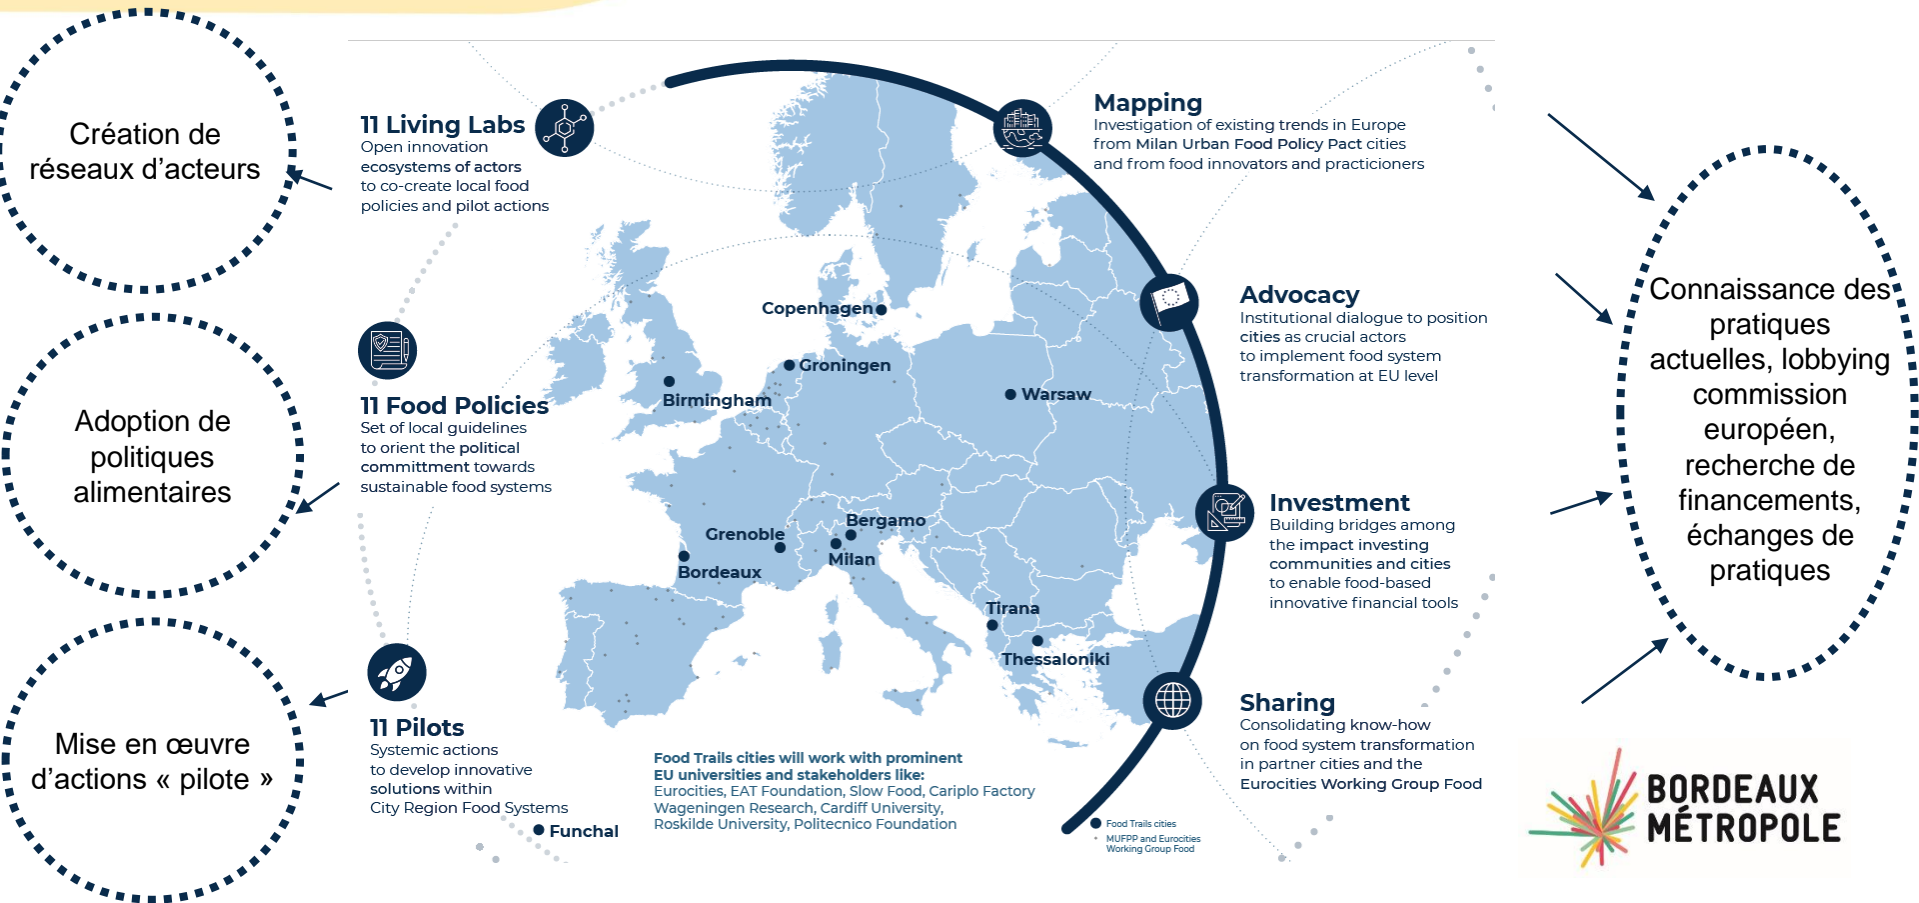 Création de
réseaux d’acteurs
Adoption de
politiques
alimentaires
Mise en œuvre
d’actions « pilote »
11 Living Labs
Open innovation
ecosystems of actors
to co-create local food
policies and pilot actions
11 Food Policies
Set of local guidelines
to orient the political
committment towards
sustainable food systems
11 Pilots
Systemic actions
to develop innovative
solutions within
City Region Food Systems
Copenhagen
Groningen
Birmingham
Warsaw
Grenoble
Bergamo
Milan
Bordeaux
Tirana
Thessaloniki
Funchal
Food Trails cities will work with prominent
EU universities and stakeholders like:
Eurocities, EAT Foundation, Slow Food, Cariplo Factory
Wageningen Research, Cardiff University,
Roskilde University, Politecnico Foundation
Food Trails cities
MUFPP and Eurocities
Working Group Food
Mapping
Investigation of existing trends in Europe
from Milan Urban Food Policy Pact cities
and from food innovators and practicioners
Advocacy
Institutional dialogue to position
cities as crucial actors
to implement food system
transformation at EU level
Investment
Building bridges among
the impact investing
communities and cities
to enable food-based
innovative financial tools
Sharing
Consolidating know-how
on food system transformation
in partner cities and the
Eurocities Working Group Food
Connaissance des
pratiques
actuelles, lobbying
commission
européen,
recherche de
financements,
échanges de
pratiques
BORDEAUX
MÉTROPOLE